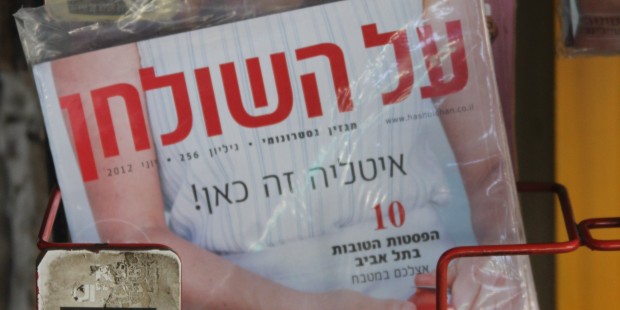 על השולחן
www.hashulchan.co.il
מגזין גסטרונומי • גיליון 256 • יוני 2012
איטליה זה כאן!
10
הפסטות הטובות
בתל אביב
אצלכם במטבח